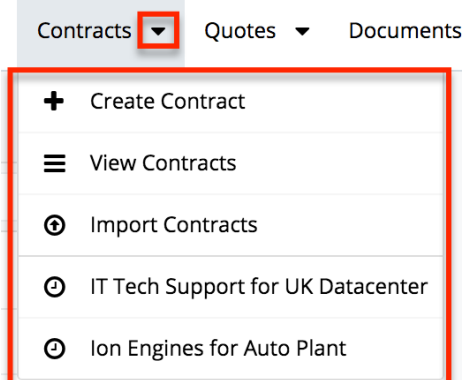 Contracts Quotes Documents
Create Contract
View Contracts
Import Contracts
IT Tech Support for UK Datacenter
Ion Engines for Auto Plant